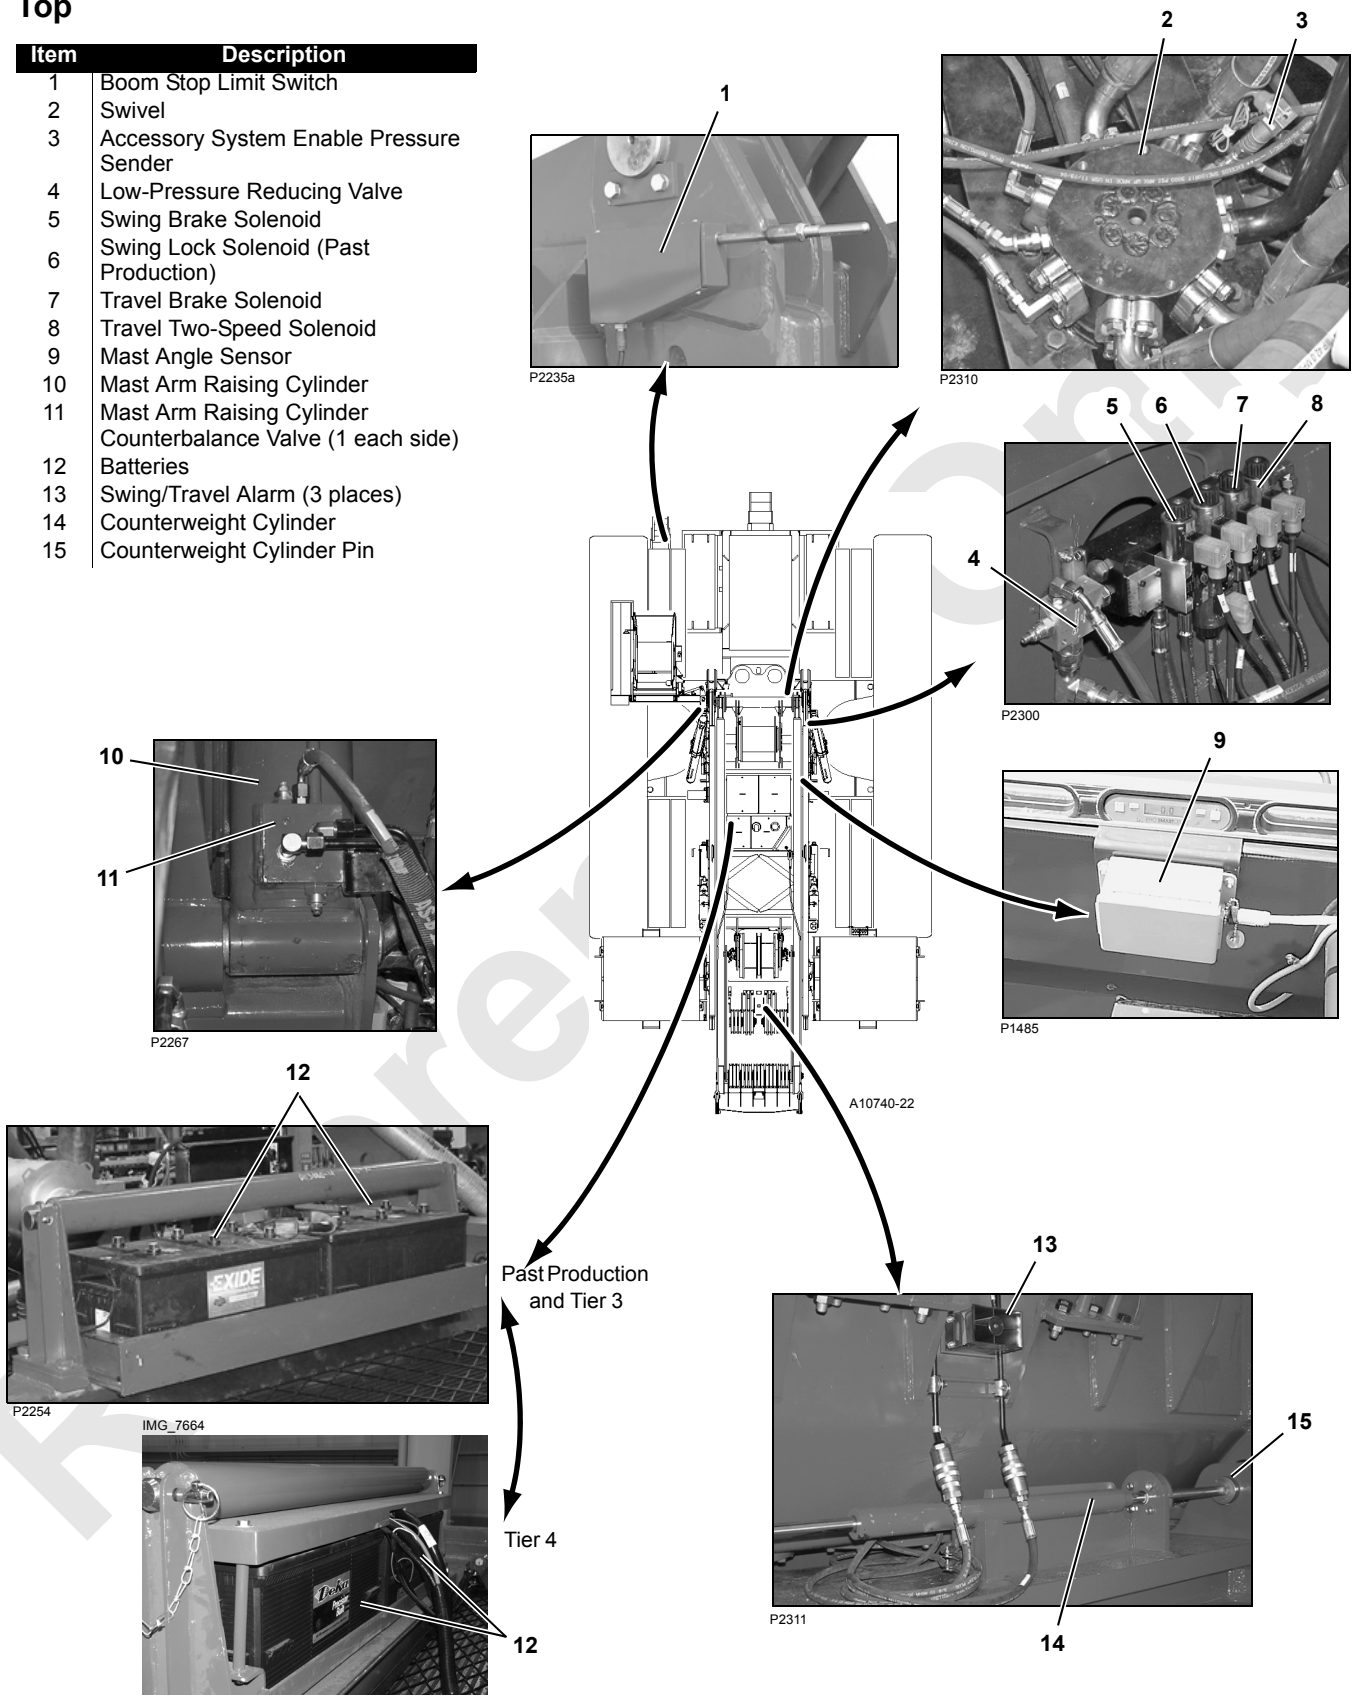 Top
Item Description
1 Boom Stop Limit Switch
2 Swivel
3 Accessory System Enable Pressure
Sender
4 Low-Pressure Reducing Valve
5 Swing Brake Solenoid
6 Swing Lock Solenoid (Past
Production)
7 Travel Brake Solenoid
8 Travel Two-Speed Solenoid
9 Mast Angle Sensor
10 Mast Arm Raising Cylinder
11 Mast Arm Raising Cylinder
Counterbalance Valve (1 each side)
12 Batteries
13 Swing/Travel Alarm (3 places)
14 Counterweight Cylinder
15 Counterweight Cylinder Pin
1
P2235a
2 3
P2310
5 6 7 8
4
P2300
9
P1485
10
11
P2267
A10740-22
12
EXIDE
P2254
Past Production
and Tier 3
IMG_7664
Deka
12
Tier 4
13
15
14
P2311